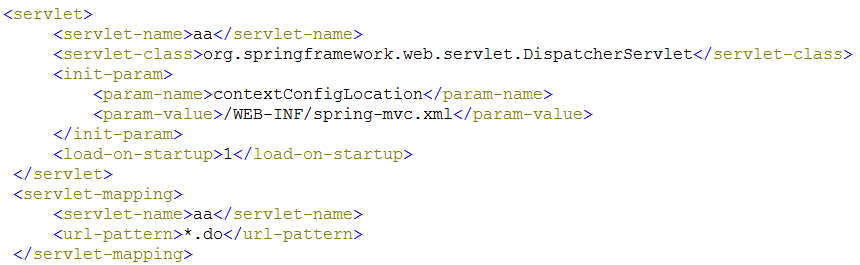 <servlet>
<servlet-name>aa</servlet-name>
<servlet-class>org.springframework.web.servlet.DispatcherServlet</servlet-class>
<init-param>
<param-name>contextConfigLocation</param-name>
<param-value>/WEB-INF/spring-mvc.xml</param-value>
</init-param>
<load-on-startup>1</load-on-startup>
</servlet>
<servlet-mapping>
<servlet-name>aa</servlet-name>
<url-pattern>*.do</url-pattern>
</servlet-mapping>